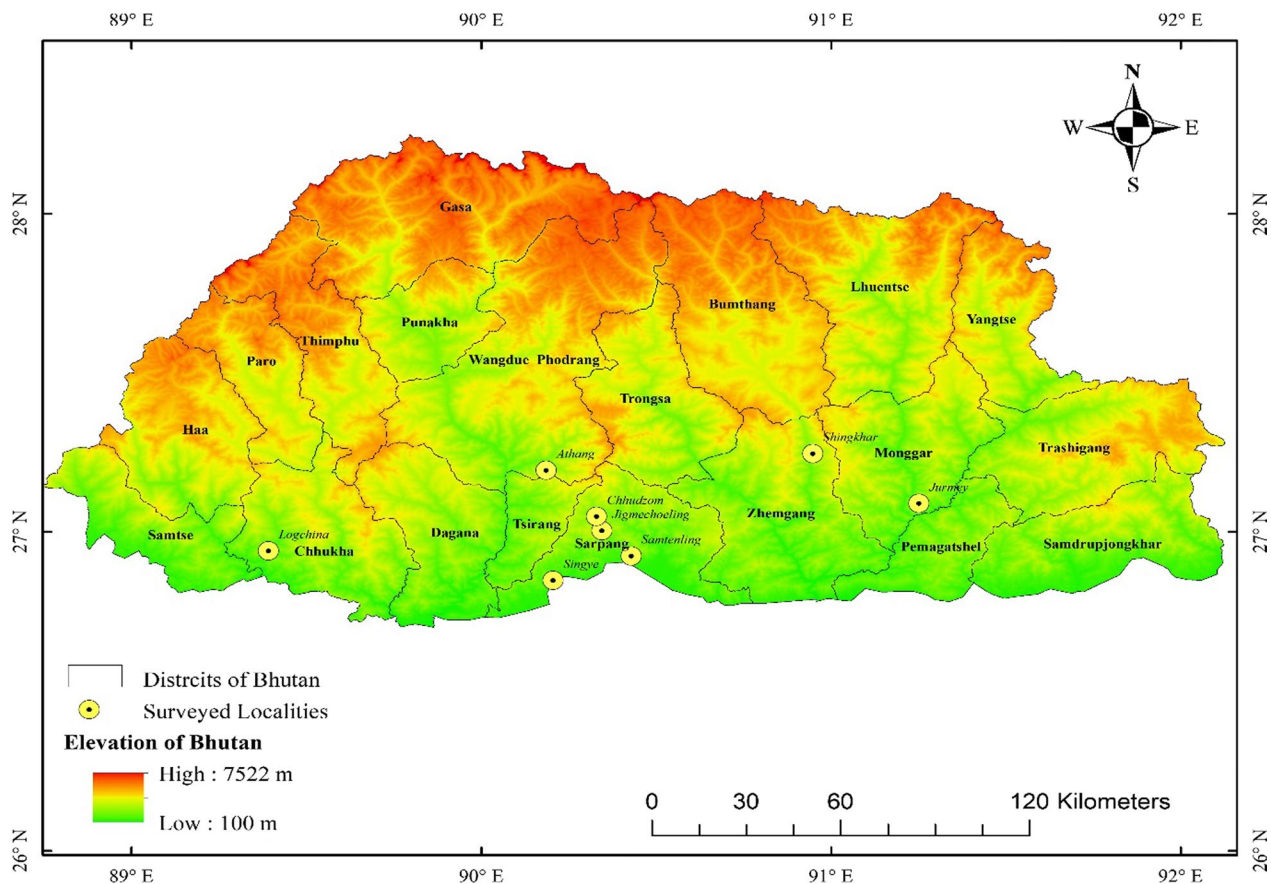 89° E 90° E 91° E 92° E
N
W E
S
28° N 28° N
27° N 27° N
26° N 26° N
Gasa
Lhuentse
Bumthang
Yangtse
Punakha
Thimphu
Paro
Wangdue Phodrang
Trongsa
Haa
Shingkhar
Monggar
Trashigang
Athang
Jurmey
Chhudzom
Jigmechoeling
Zhemgang
Tsirang
Dagana
Samtse
Logchina
Chhukha
Sarpang
Samtenling
Pemagatshel
Samdrupjongkhar
Singye
Distrcits of Bhutan
Surveyed Localities
Elevation of Bhutan
High : 7522 m
Low : 100 m
0 30 60 120 Kilometers
89° E 90° E 91° E 92° E